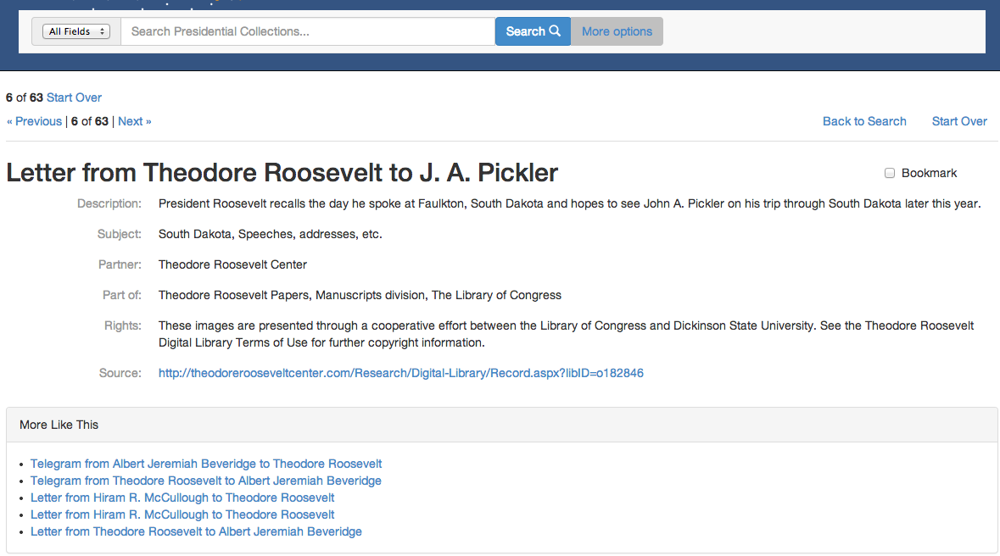 All Fields Search Presidential Collections... Search More options
6 of 63 Start Over
« Previous | 6 of 63 | Next » Back to Search Start Over
Letter from Theodore Roosevelt to J. A. Pickler Bookmark
Description: President Roosevelt recalls the day he spoke at Faulkton, South Dakota and hopes to see John A. Pickler on his trip through South Dakota later this year.
Subject: South Dakota, Speeches, addresses, etc.
Partner: Theodore Roosevelt Center
Part of: Theodore Roosevelt Papers, Manuscripts division, The Library of Congress
Rights: These images are presented through a cooperative effort between the Library of Congress and Dickinson State University. See the Theodore Roosevelt
Digital Library Terms of Use for further copyright information.
Source: http://theodorerooseveltcenter.com/Research/Digital-Library/Record.aspx?libID=o182846
More Like This
• Telegram from Albert Jeremiah Beveridge to Theodore Roosevelt
• Telegram from Theodore Roosevelt to Albert Jeremiah Beveridge
• Letter from Hiram R. McCullough to Theodore Roosevelt
• Letter from Hiram R. McCullough to Theodore Roosevelt
• Letter from Theodore Roosevelt to Albert Jeremiah Beveridge